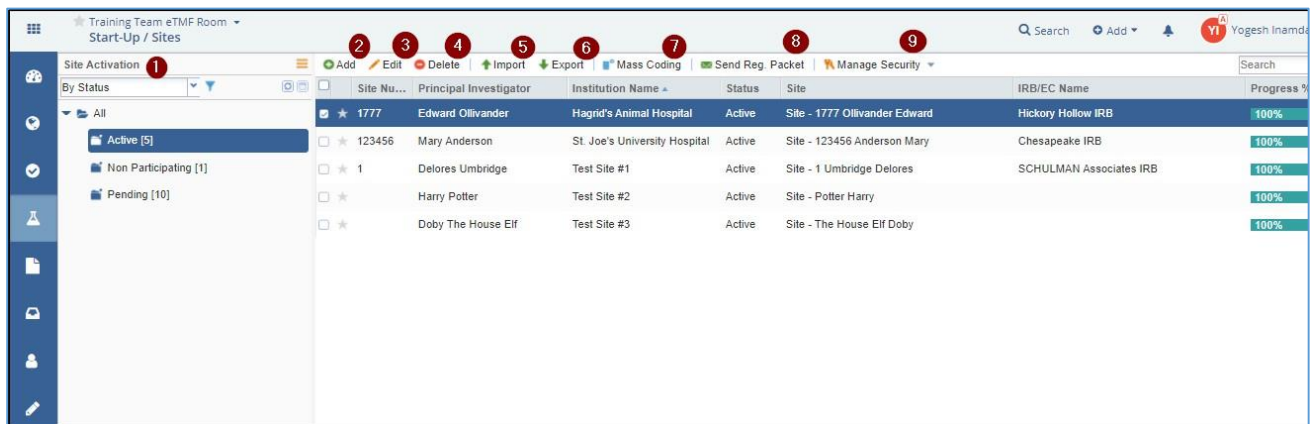 Training Team eTMF Room
Start-Up / Sites
Search Add A YI Yogesh Inamda
Site Activation 1
2 3 4 5 6 7 8 9
Add Edit Delete Import Export Mass Coding Send Reg. Packet Manage Security Search
By Status
Site Nu... Principal Investigator Institution Name Status Site IRB/EC Name Progress %
All
1777 Edward Ollivander Hagrid's Animal Hospital Active Site - 1777 Ollivander Edward Hickory Hollow IRB 100%
Active [5]
123456 Mary Anderson St. Joe's University Hospital Active Site - 123456 Anderson Mary Chesapeake IRB 100%
Non Participating [1]
1 Delores Umbridge Test Site #1 Active Site - 1 Umbridge Delores SCHULMAN Associates IRB 100%
Pending [10]
Harry Potter Test Site #2 Active Site - Potter Harry 100%
Doby The House Elf Test Site #3 Active Site - The House Elf Doby 100%